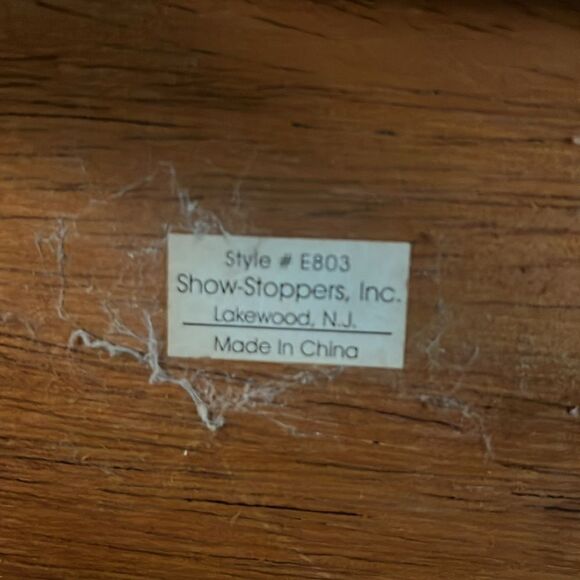 Style # E803
Show-Stoppers, Inc.
Lakewood, N.J.
Made In China